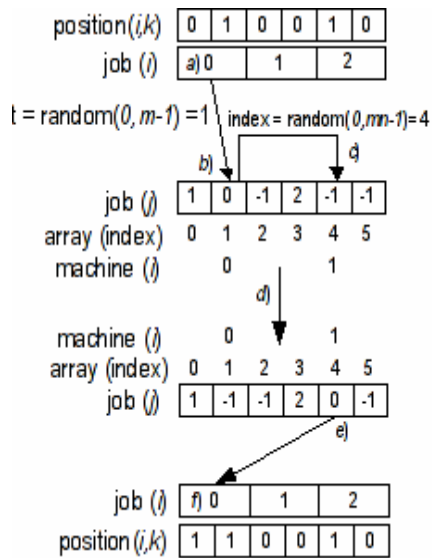 position(i,k) 0 1 0 0 1 0
job (i) a) 0 1 2
t = random(0, m-1) =1 index = random(0,mn-1)=4
b) c)
job (j) 1 0 -1 2 -1 -1
array (index) 0 1 2 3 4 5
machine (i) 0 1
d)
machine (i) 0 1
array (index) 0 1 2 3 4 5
job (j) 1 -1 -1 2 0 -1
e)
job (i) f) 0 1 2
position(i,k) 1 1 0 0 1 0